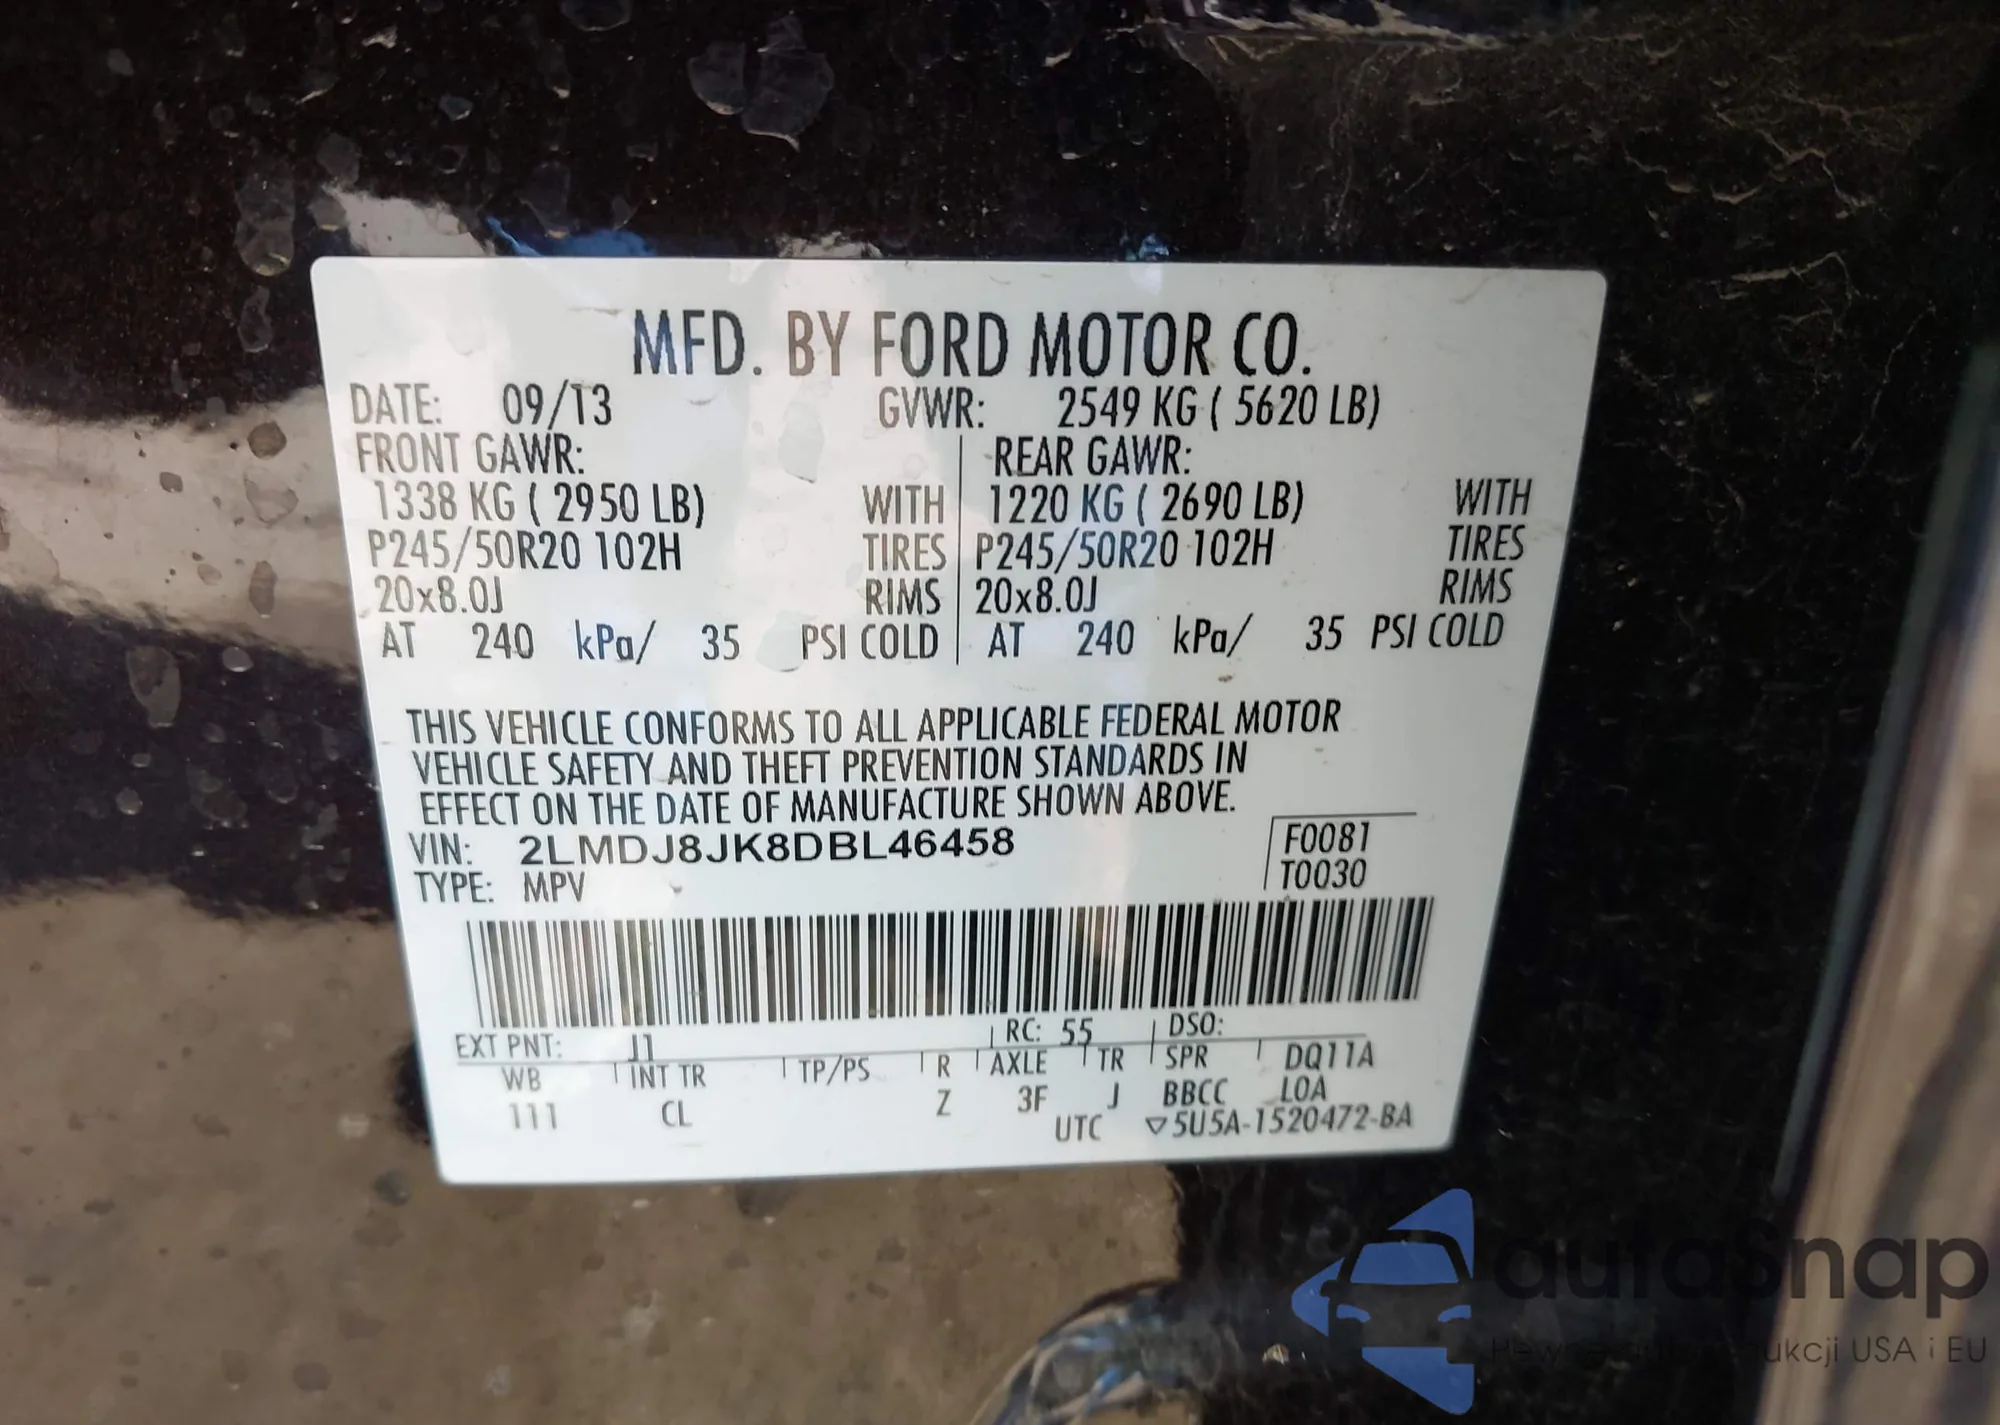 MFD. BY FORD MOTOR CO.
DATE: 09/13 GVWR: 2549 KG ( 5620 LB)
FRONT GAWR: REAR GAWR:
1338 KG ( 2950 LB) WITH 1220 KG ( 2690 LB) WITH
P245/50R20 102H TIRES P245/50R20 102H TIRES
20x8.0J RIMS 20x8.0J RIMS
AT 240 kPa/ 35 PSI COLD AT 240 kPa/ 35 PSI COLD
THIS VEHICLE CONFORMS TO ALL APPLICABLE FEDERAL MOTOR
VEHICLE SAFETY AND THEFT PREVENTION STANDARDS IN
EFFECT ON THE DATE OF MANUFACTURE SHOWN ABOVE.
VIN: 2LMDJ8JK8DBL46458 F0081
TYPE: MPV T0030
EXT PNT: J1 RC: 55 DSO:
WB INT TR TP/PS R AXLE TR SPR DQ11A
111 CL Z 3F J BBCC LOA
UTC ▽5U5A-1520472-BA
autasnap
USA i EU